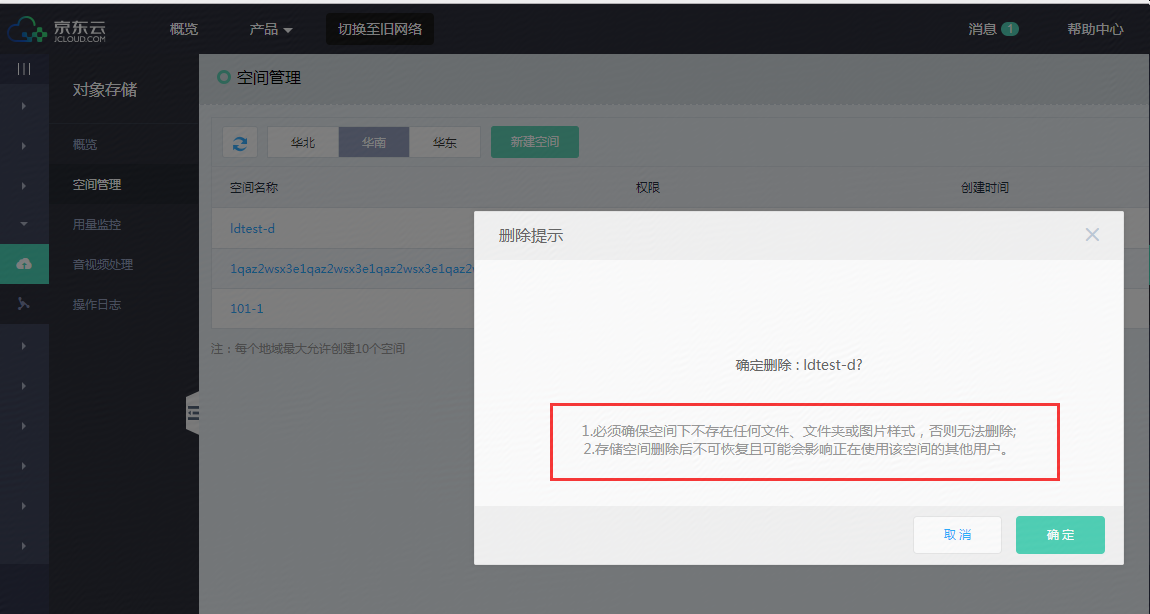 京东云
JCLOUD.COM
概览
产品
切换至旧网络
消息 1
帮助中心
对象存储
概览
空间管理
用量监控
音视频处理
操作日志
空间管理
华北
华南
华东
新建空间
空间名称
权限
创建时间
ldtest-d
1qaz2wsx3e1qaz2wsx3e1qaz2wsx3e1qaz2
101-1
注：每个地域最大允许创建10个空间
删除提示
确定删除 : ldtest-d?
1.必须确保空间下不存在任何文件、文件夹或图片样式，否则无法删除;
2.存储空间删除后不可恢复且可能会影响正在使用该空间的其他用户。
取消
确定